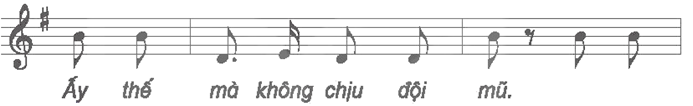 Ấy thế mà không chịu đội mũ.